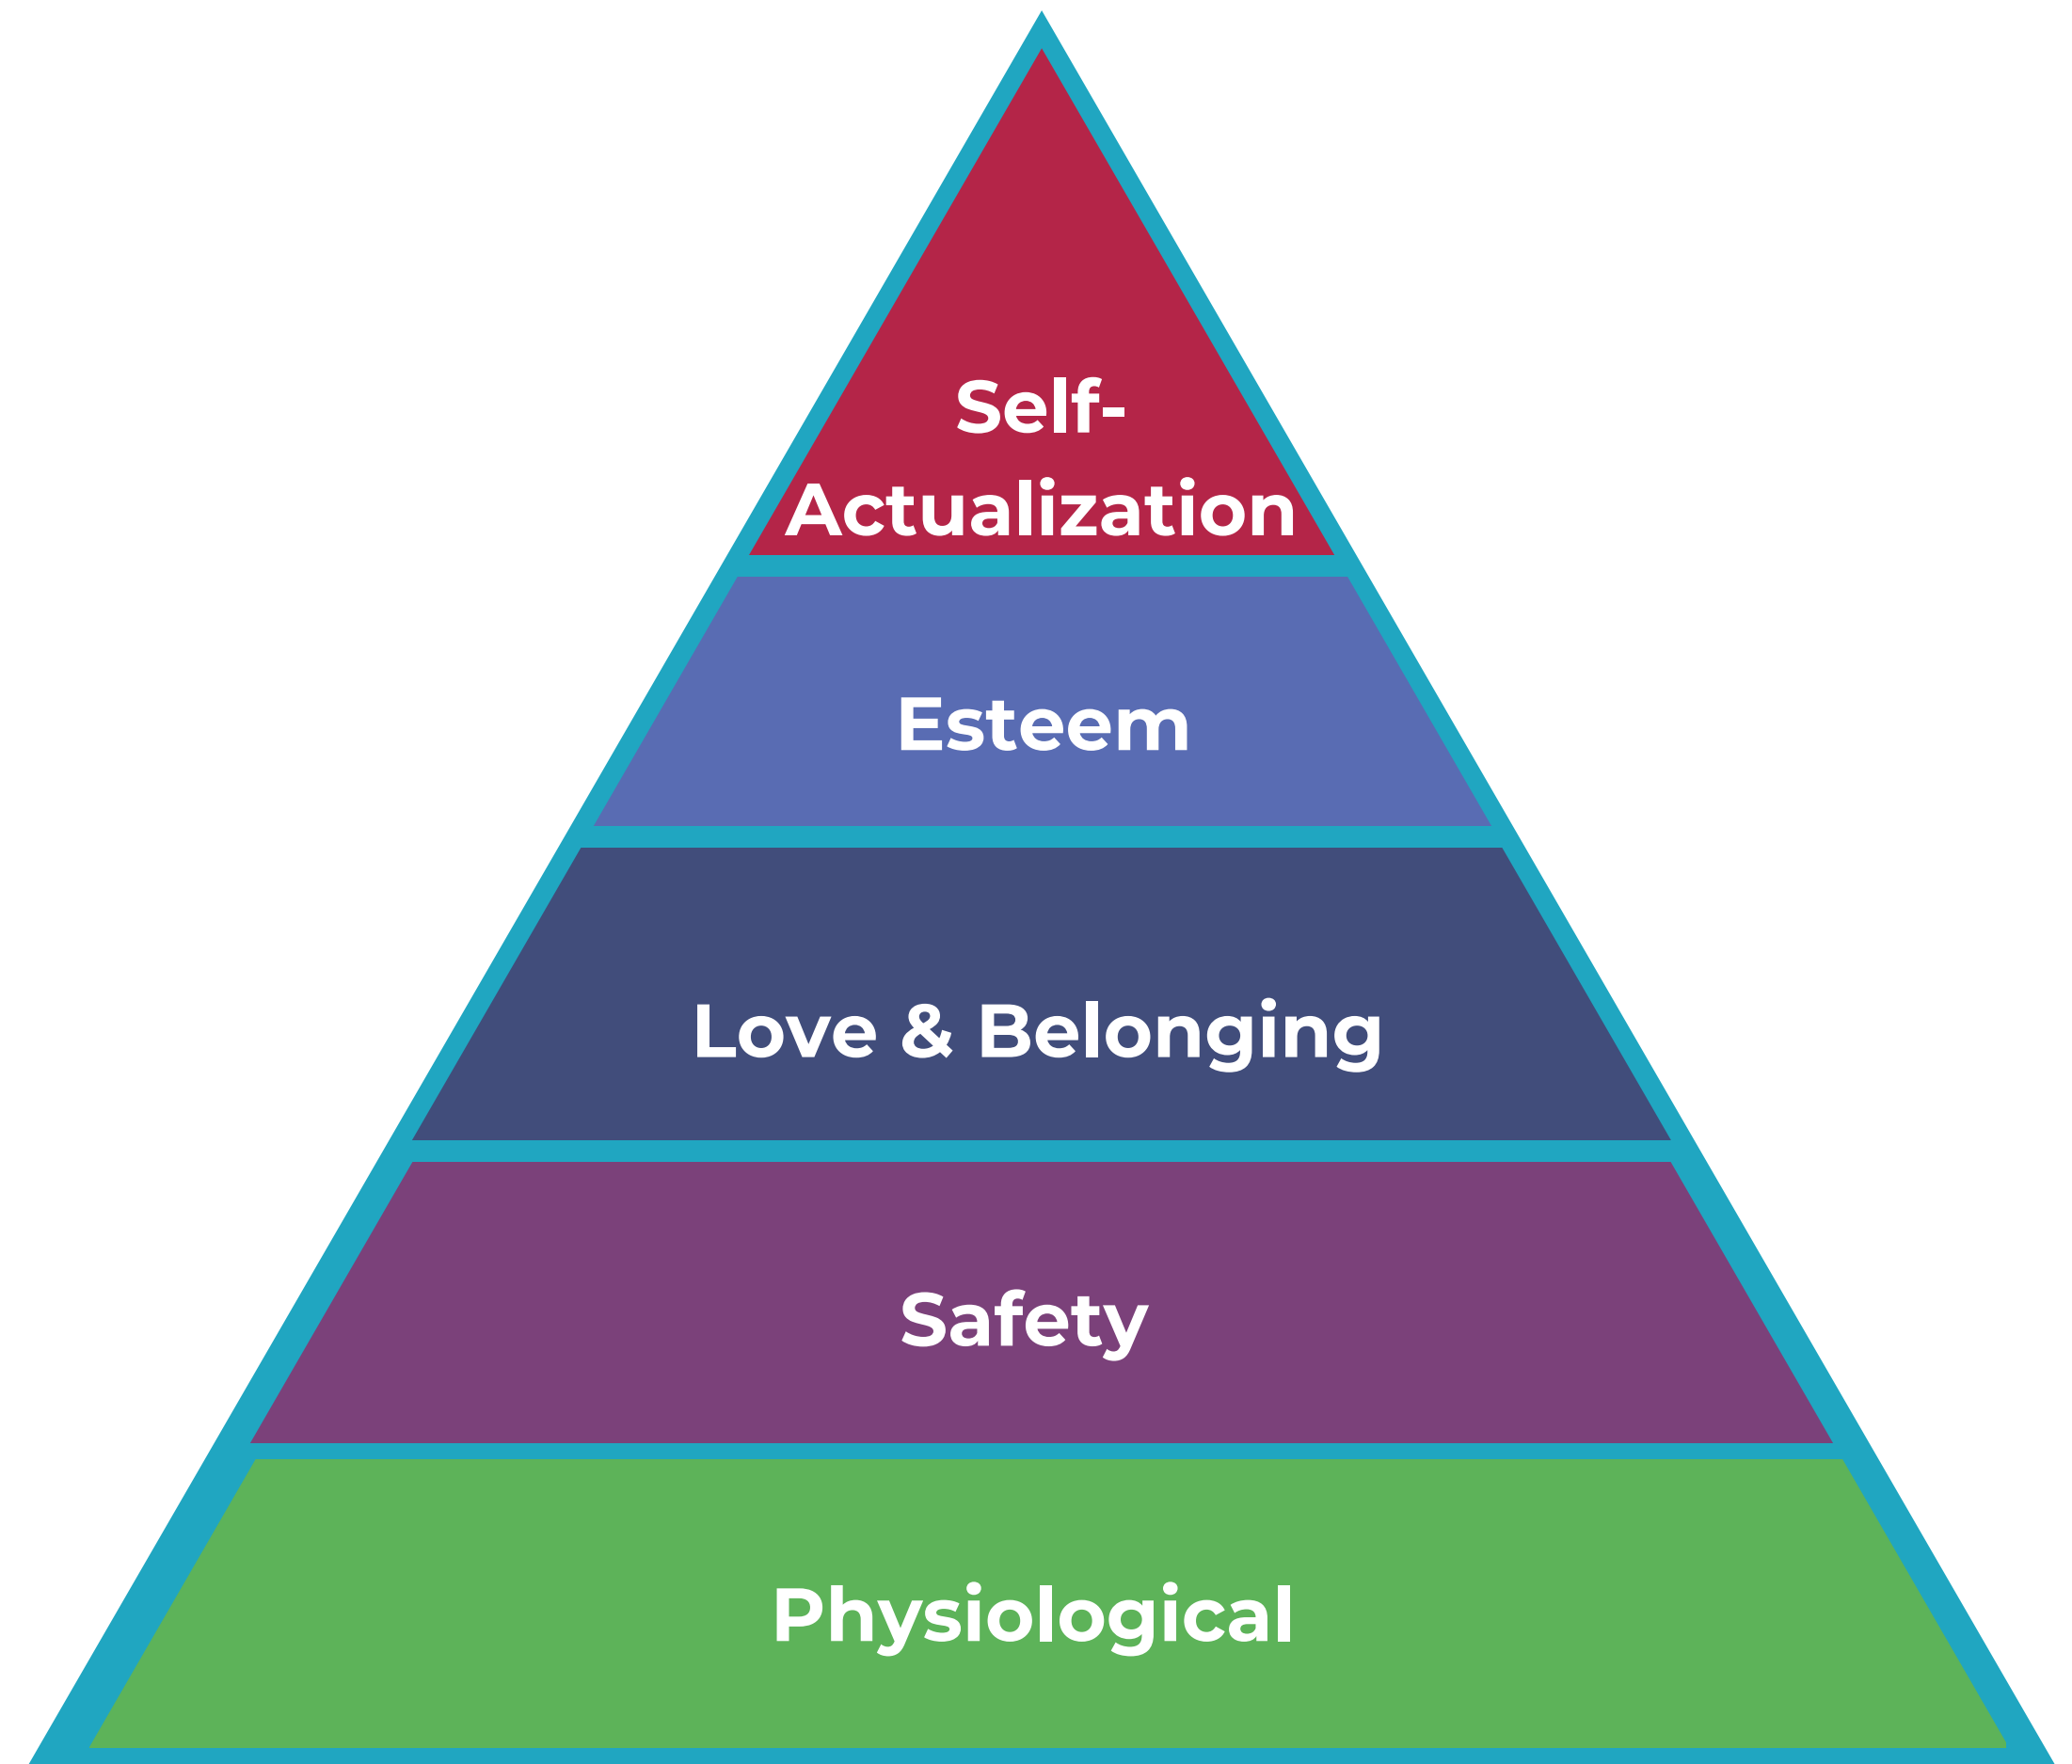 Self-
Actualization
Esteem
Love & Belonging
Safety
Physiological